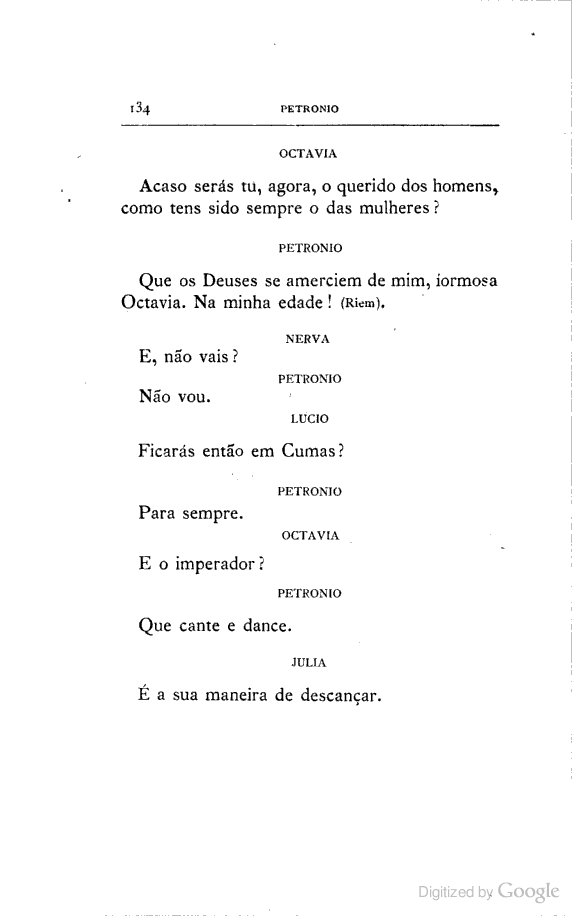 134 PETRONIO
OCTAVIA
Acaso serás tu, agora, o querido dos homens,
como tens sido sempre o das mulheres?
PETRONIO
Que os Deuses se amerciem de mim, formosa
Octavia. Na minha edade! (Riem).
NERVA
E, não vais?
PETRONIO
Não vou.
LUCIO
Ficarás então em Cumas?
PETRONIO
Para sempre.
OCTAVIA
E o imperador?
PETRONIO
Que cante e dance.
JULIA
É a sua maneira de descançar.
Digitized by Google